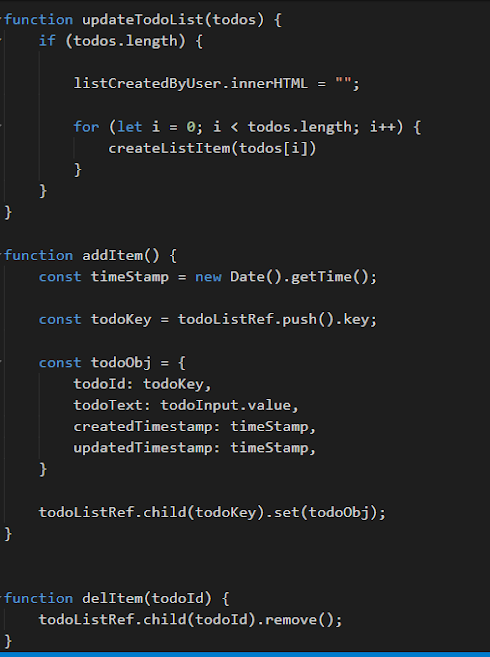 function updateTodoList(todos) {
    if (todos.length) {

        listCreatedByUser.innerHTML = "";

        for (let i = 0; i < todos.length; i++) {
            createListItem(todos[i])
        }
    }
}

function addItem() {
    const timeStamp = new Date().getTime();

    const todoKey = todoListRef.push().key;

    const todoObj = {
        todoId: todoKey,
        todoText: todoInput.value,
        createdTimestamp: timeStamp,
        updatedTimestamp: timeStamp,
    }

    todoListRef.child(todoKey).set(todoObj);
}


function delItem(todoId) {
    todoListRef.child(todoId).remove();
}